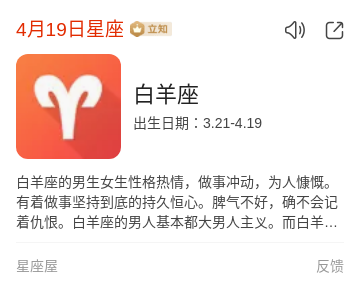 4月19日星座 立知
白羊座
出生日期：3.21-4.19
白羊座的男生女生性格热情，做事冲动，为人慷慨。
有着做事坚持到底的持久恒心。脾气不好，确不会记
着仇恨。白羊座的男人基本都大男人主义。而白羊…
星座屋 反馈